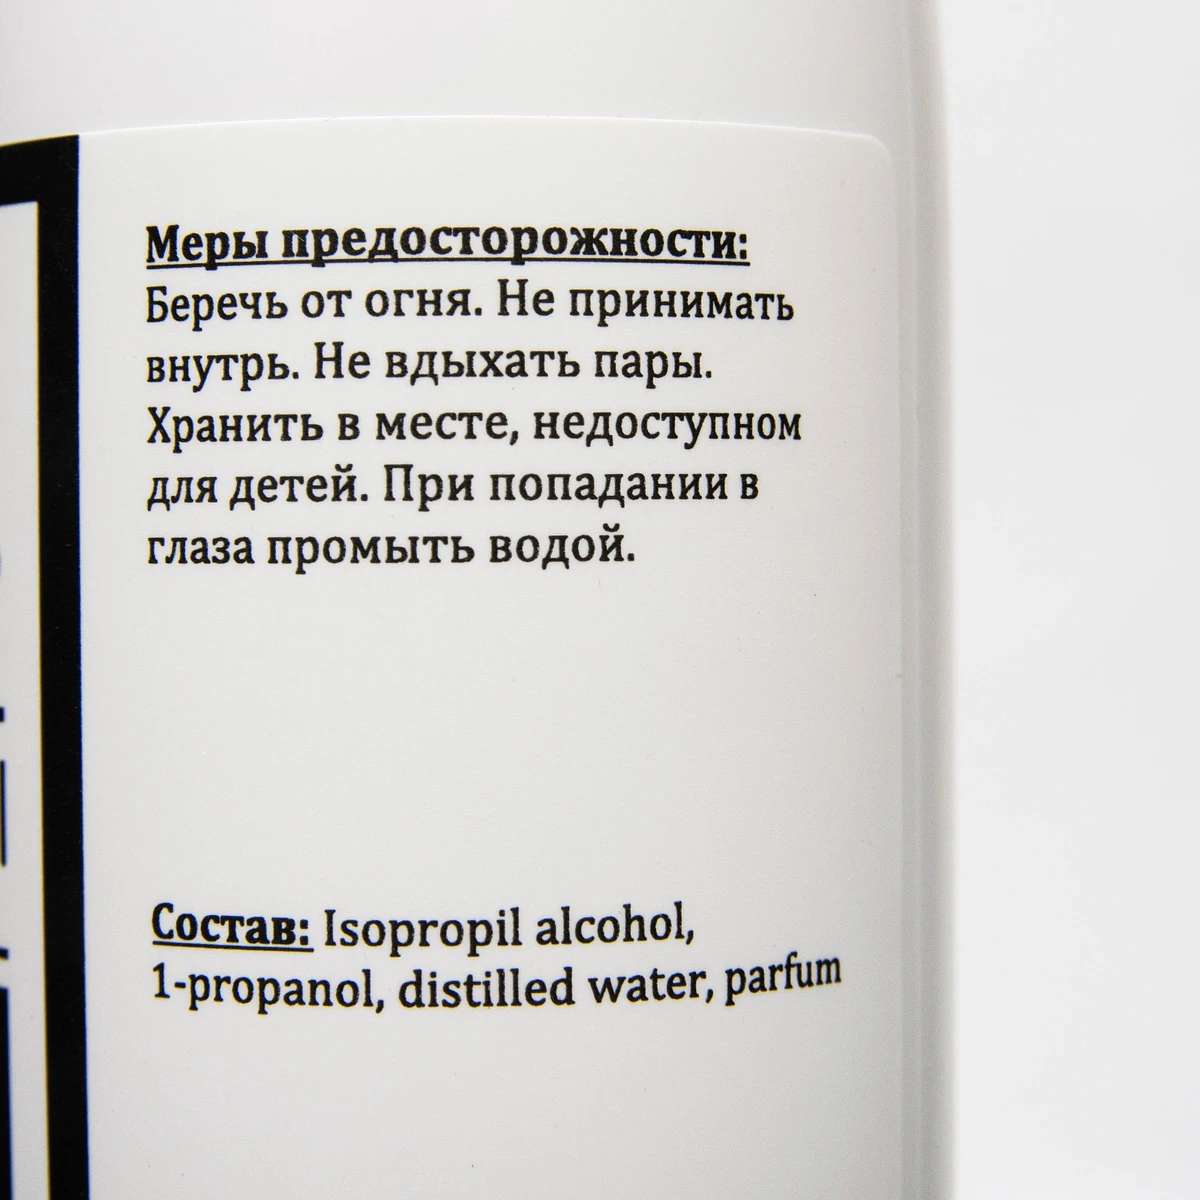 Меры предосторожности:
Беречь от огня. Не принимать
внутрь. Не вдыхать пары.
Хранить в месте, недоступном
для детей. При попадании в
глаза промыть водой.
Состав: Isopropil alcohol,
1-propanol, distilled water, parfum